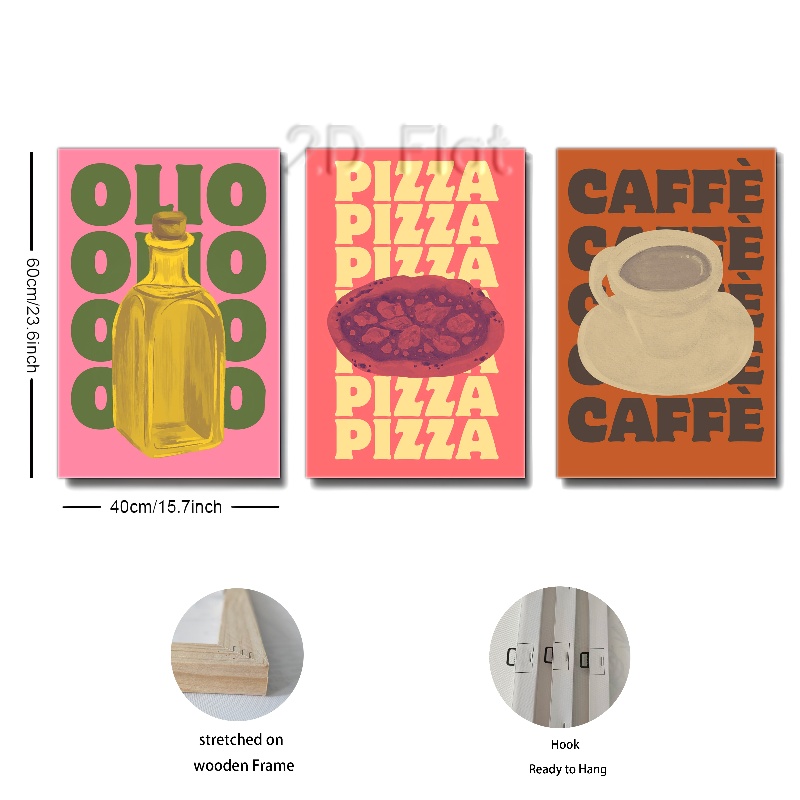 2D Flat
OLIO
OLIO
OLIO
OLIO
PIZZA
PIZZA
PIZZA
PIZZA
PIZZA
CAFFÈ
CAFFÈ
CAFFÈ
CAFFÈ
CAFFÈ
60cm/23.6inch
40cm/15.7inch
stretched on
wooden Frame
Hook
Ready to Hang